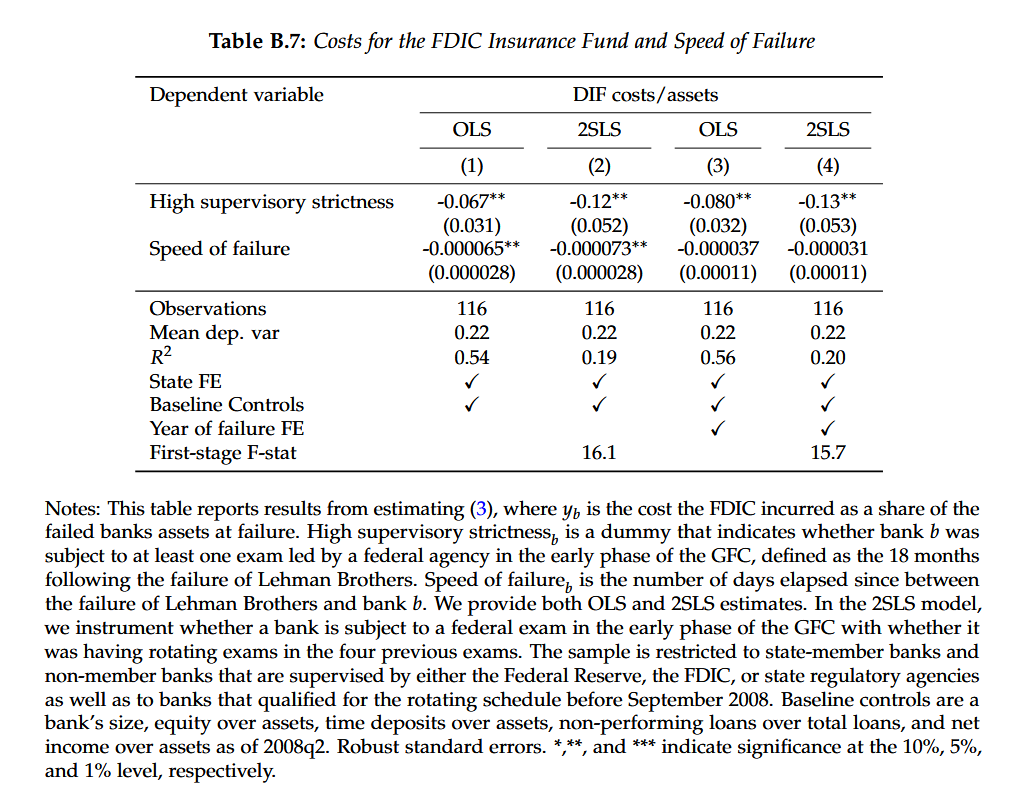 Table B.7: Costs for the FDIC Insurance Fund and Speed of Failure
Dependent variable DIF costs/assets
OLS 2SLS OLS 2SLS
(1) (2) (3) (4)
High supervisory strictness -0.067** -0.12** -0.080** -0.13**
(0.031) (0.052) (0.032) (0.053)
Speed of failure -0.000065** -0.000073** -0.000037 -0.000031
(0.000028) (0.000028) (0.00011) (0.00011)
Observations 116 116 116 116
Mean dep. var 0.22 0.22 0.22 0.22
R² 0.54 0.19 0.56 0.20
State FE ✓ ✓ ✓ ✓
Baseline Controls ✓ ✓ ✓ ✓
Year of failure FE ✓ ✓
First-stage F-stat 16.1 15.7
Notes: This table reports results from estimating (3), where y_b is the cost the FDIC incurred as a share of the
failed banks assets at failure. High supervisory strictness_b is a dummy that indicates whether bank b was
subject to at least one exam led by a federal agency in the early phase of the GFC, defined as the 18 months
following the failure of Lehman Brothers. Speed of failure_b is the number of days elapsed since between
the failure of Lehman Brothers and bank b. We provide both OLS and 2SLS estimates. In the 2SLS model,
we instrument whether a bank is subject to a federal exam in the early phase of the GFC with whether it
was having rotating exams in the four previous exams. The sample is restricted to state-member banks and
non-member banks that are supervised by either the Federal Reserve, the FDIC, or state regulatory agencies
as well as to banks that qualified for the rotating schedule before September 2008. Baseline controls are a
bank's size, equity over assets, time deposits over assets, non-performing loans over total loans, and net
income over assets as of 2008q2. Robust standard errors. *,**, and *** indicate significance at the 10%, 5%,
and 1% level, respectively.